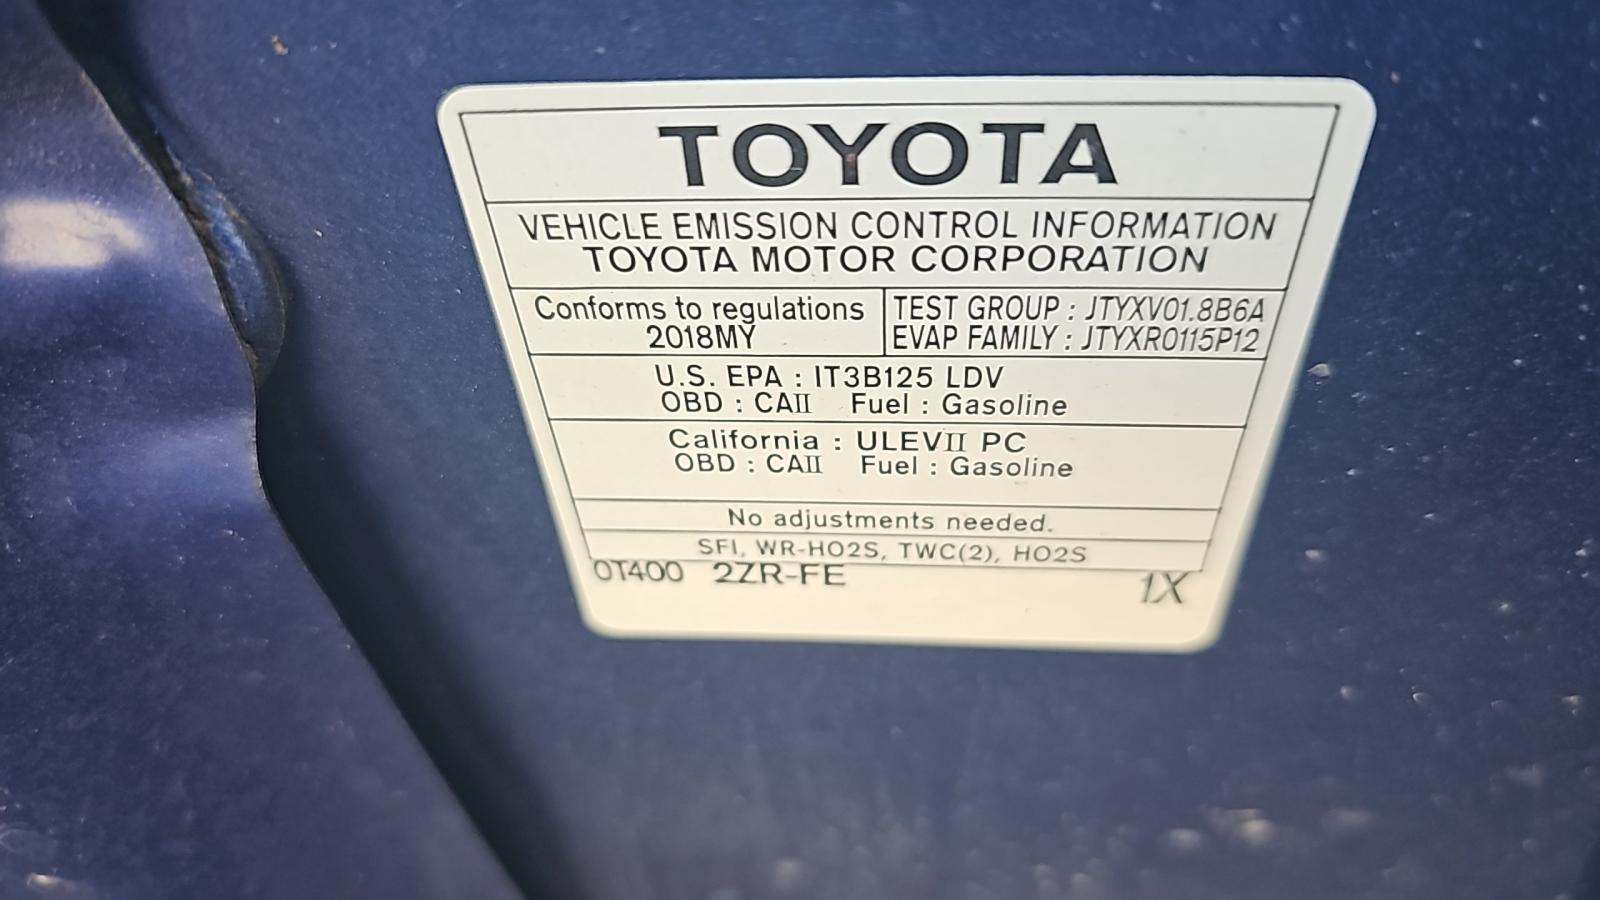 TOYOTA
VEHICLE EMISSION CONTROL INFORMATION
TOYOTA MOTOR CORPORATION
Conforms to regulations
2018MY
TEST GROUP : JTYXV01.8B6A
EVAP FAMILY : JTYXR0115P12
U.S. EPA : IT3B125 LDV
OBD : CAII Fuel : Gasoline
California : ULEVII PC
OBD : CAII Fuel : Gasoline
No adjustments needed.
SFI, WR-HO2S, TWC(2), HO2S
0T400 2ZR-FE 1X